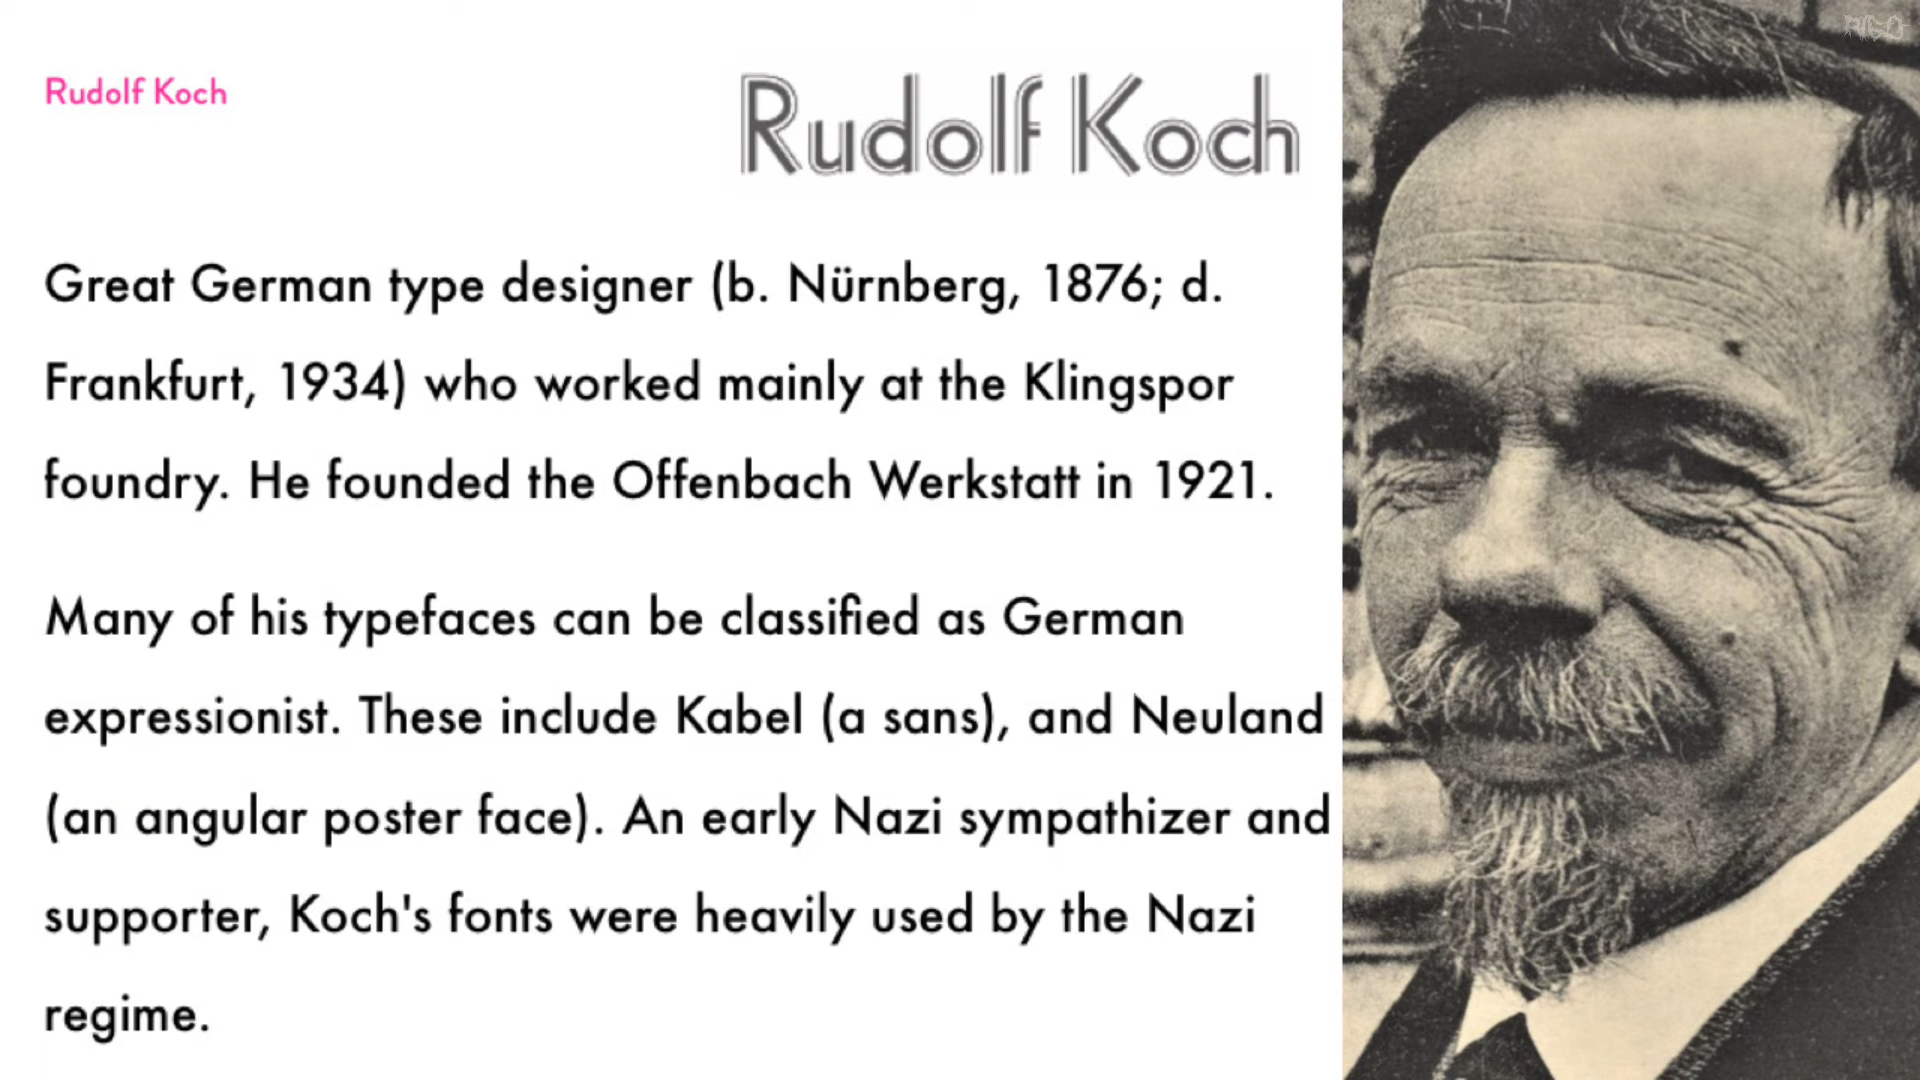 Rudolf Koch
Rudolf Koch
Great German type designer (b. Nürnberg, 1876; d.
Frankfurt, 1934) who worked mainly at the Klingspor
foundry. He founded the Offenbach Werkstatt in 1921.
Many of his typefaces can be classified as German
expressionist. These include Kabel (a sans), and Neuland
(an angular poster face). An early Nazi sympathizer and
supporter, Koch's fonts were heavily used by the Nazi
regime.